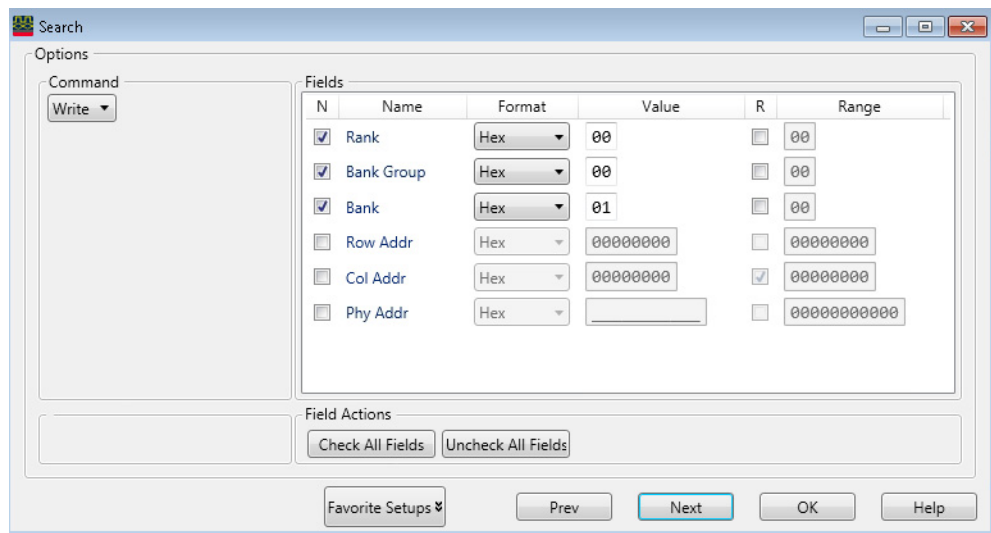 Search
Options
Command
Write
Fields
N Name Format Value R Range
Rank Hex 00 00
Bank Group Hex 00 00
Bank Hex 01 00
Row Addr Hex 00000000 00000000
Col Addr Hex 00000000 00000000
Phy Addr Hex ___________ 00000000000
Field Actions
Check All Fields Uncheck All Fields
Favorite Setups Prev Next OK Help